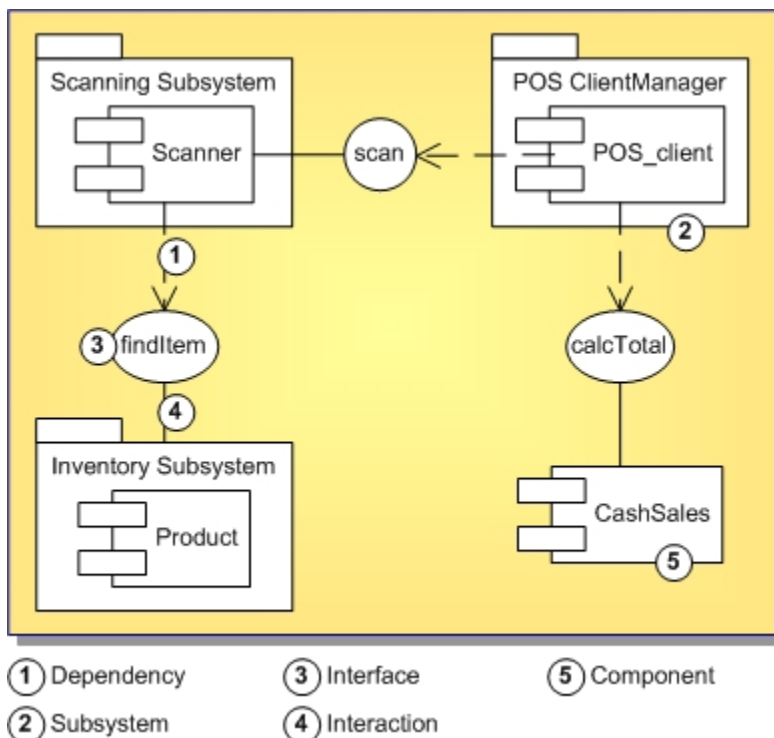 Scanning Subsystem
POS ClientManager
Scanner
scan
POS_client
1
2
3 findItem
calcTotal
4
Inventory Subsystem
Product
CashSales
5
1 Dependency
3 Interface
5 Component
2 Subsystem
4 Interaction